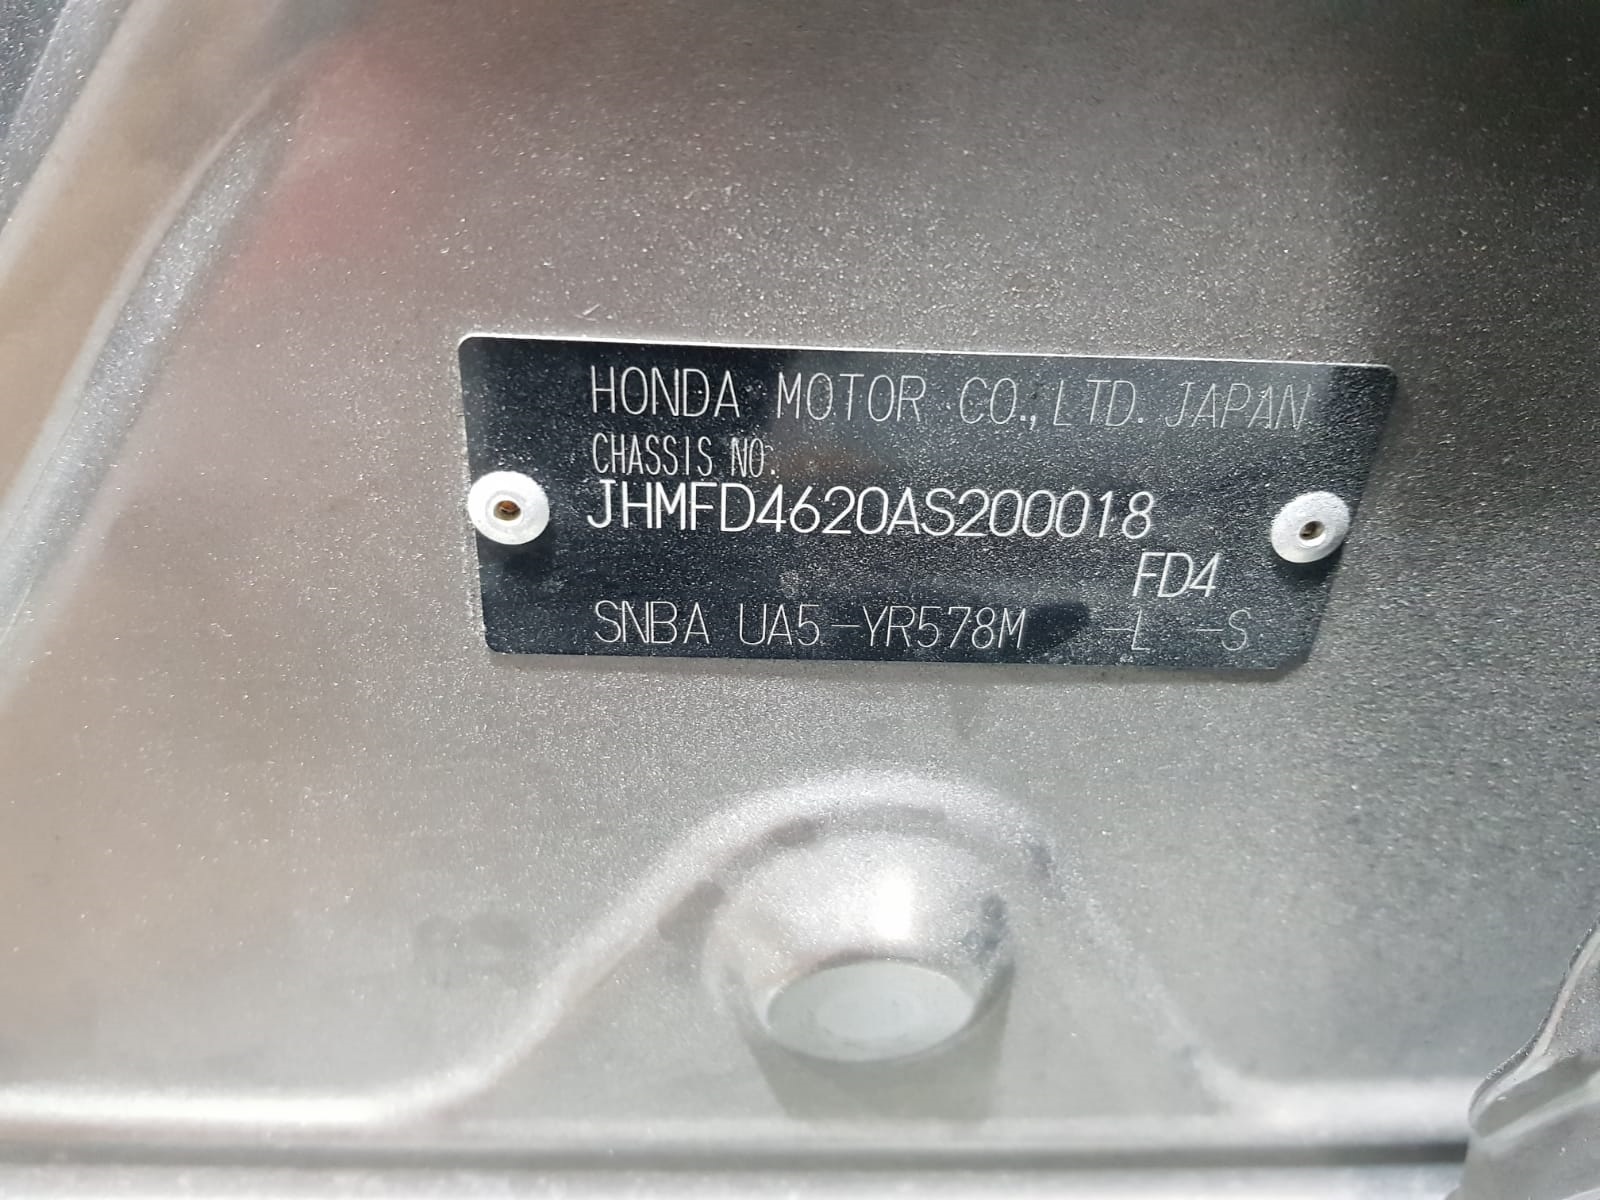 HONDA MOTOR CO., LTD. JAPAN
CHASSIS NO.
JHMFD4620AS200018
FD4
SNBA UA5-YR578M -L -S